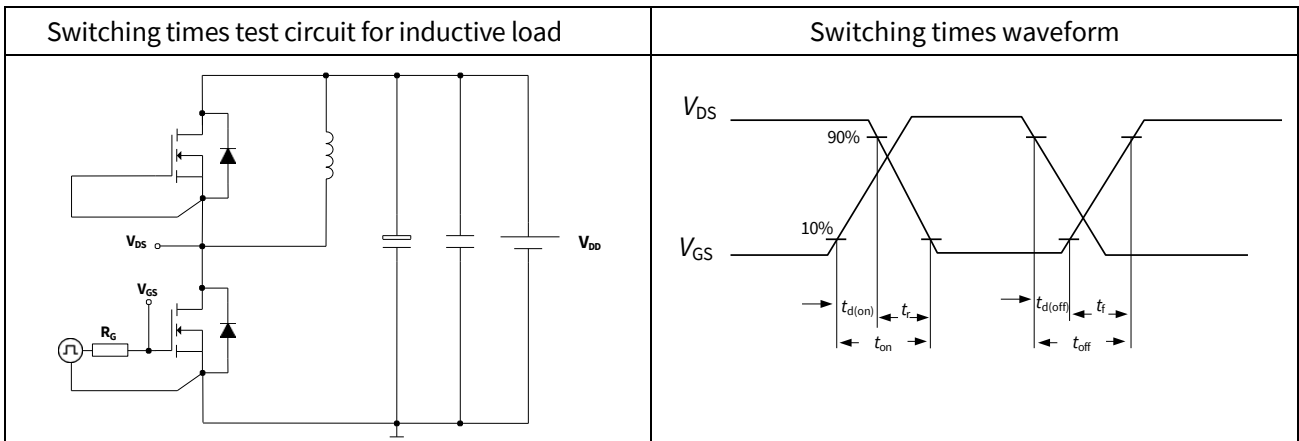 Switching times test circuit for inductive load
Switching times waveform
VDS
VGS
RG
VDD
VDS
90%
10%
VGS
td(on)
tr
ton
td(off)
tf
toff